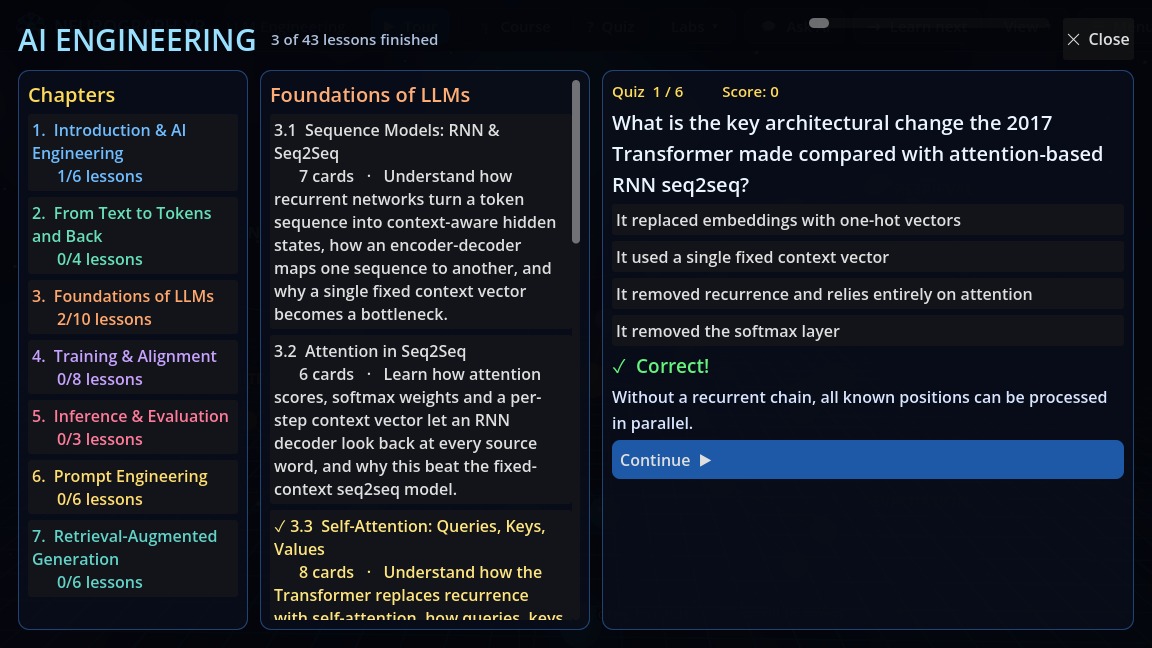 AI ENGINEERING
3 of 43 lessons finished
Close
Chapters
1. Introduction & AI
Engineering
1/6 lessons
2. From Text to Tokens
and Back
0/4 lessons
3. Foundations of LLMs
2/10 lessons
4. Training & Alignment
0/8 lessons
5. Inference & Evaluation
0/3 lessons
6. Prompt Engineering
0/6 lessons
7. Retrieval-Augmented
Generation
0/6 lessons
Foundations of LLMs
3.1 Sequence Models: RNN &
Seq2Seq
7 cards · Understand how
recurrent networks turn a token
sequence into context-aware hidden
states, how an encoder-decoder
maps one sequence to another, and
why a single fixed context vector
becomes a bottleneck.
3.2 Attention in Seq2Seq
6 cards · Learn how attention
scores, softmax weights and a per-
step context vector let an RNN
decoder look back at every source
word, and why this beat the fixed-
context seq2seq model.
✓ 3.3 Self-Attention: Queries, Keys,
Values
8 cards · Understand how the
Transformer replaces recurrence
with self-attention, how queries, keys
Quiz 1 / 6 Score: 0
What is the key architectural change the 2017
Transformer made compared with attention-based
RNN seq2seq?
It replaced embeddings with one-hot vectors
It used a single fixed context vector
It removed recurrence and relies entirely on attention
It removed the softmax layer
✓ Correct!
Without a recurrent chain, all known positions can be processed
in parallel.
Continue ▶